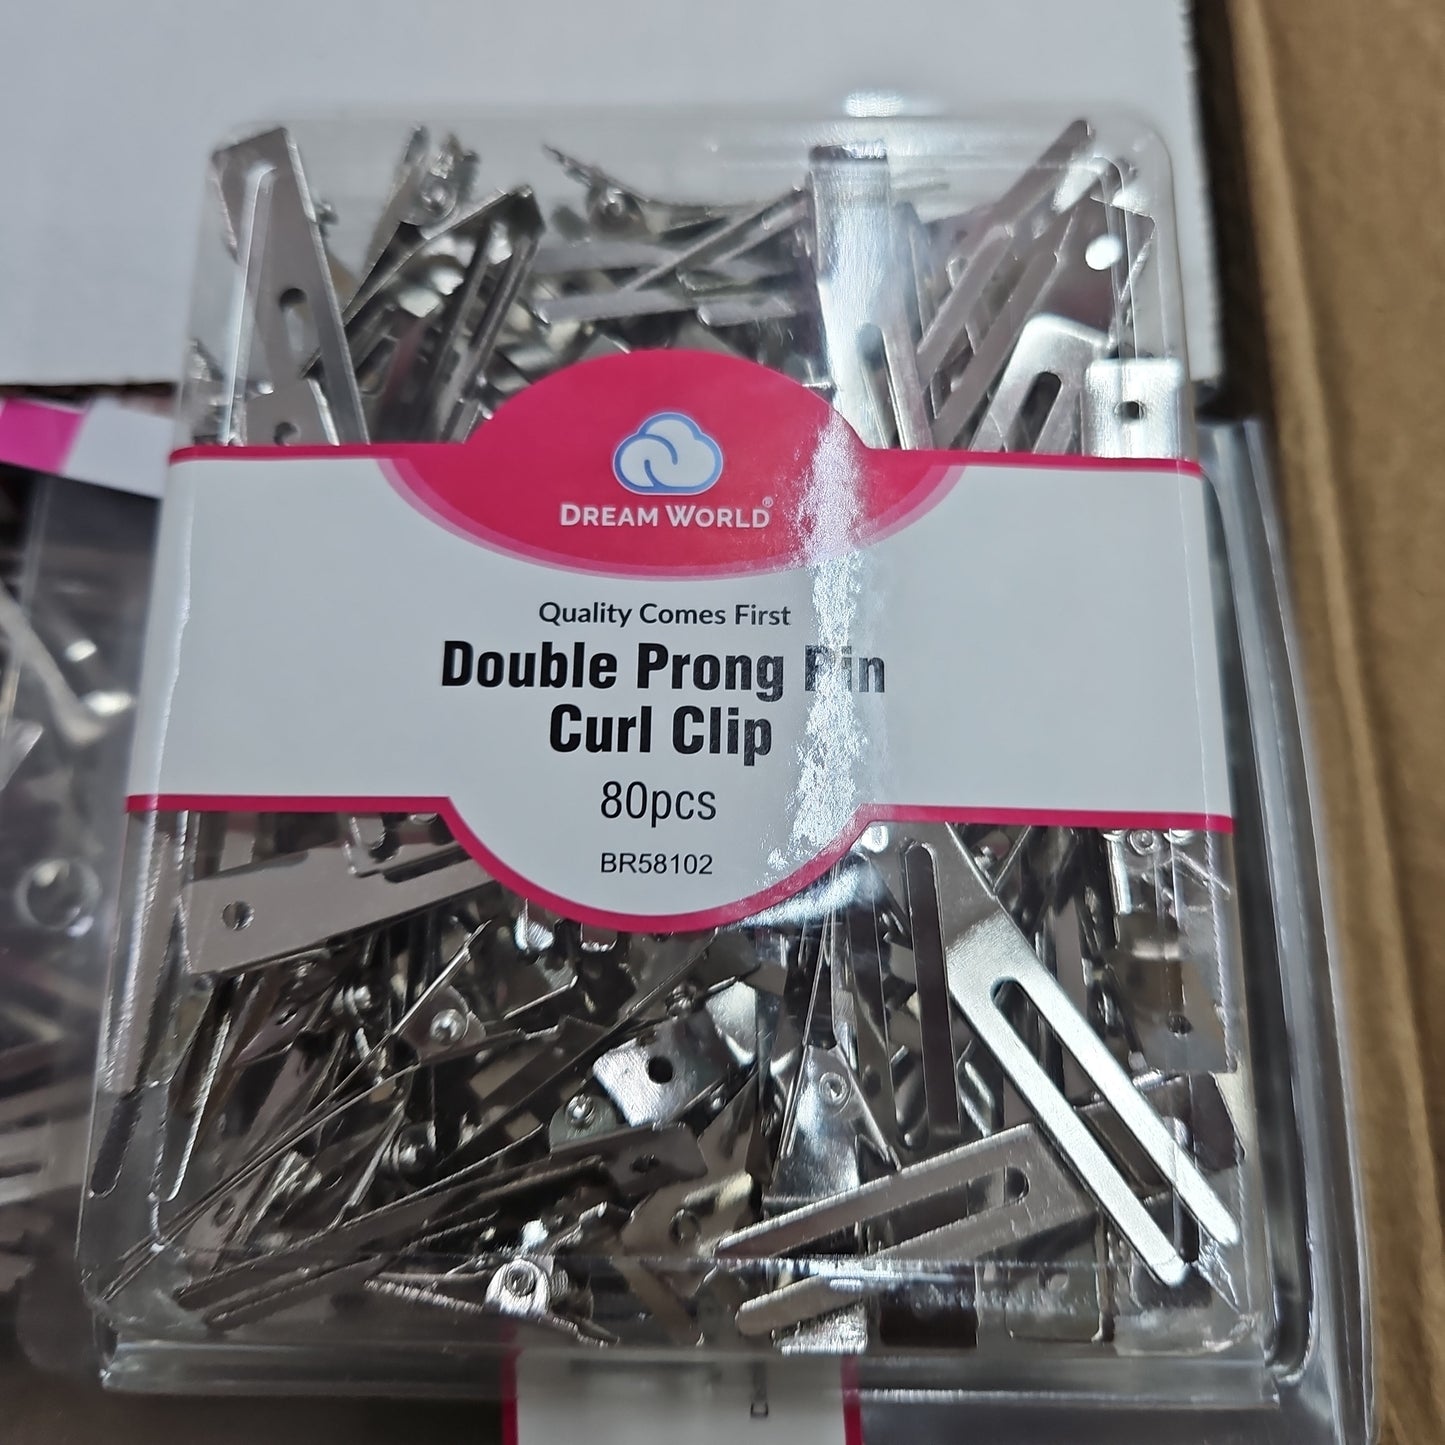 DREAM WORLD®
Quality Comes First
Double Prong Pin
Curl Clip
80pcs
BR58102